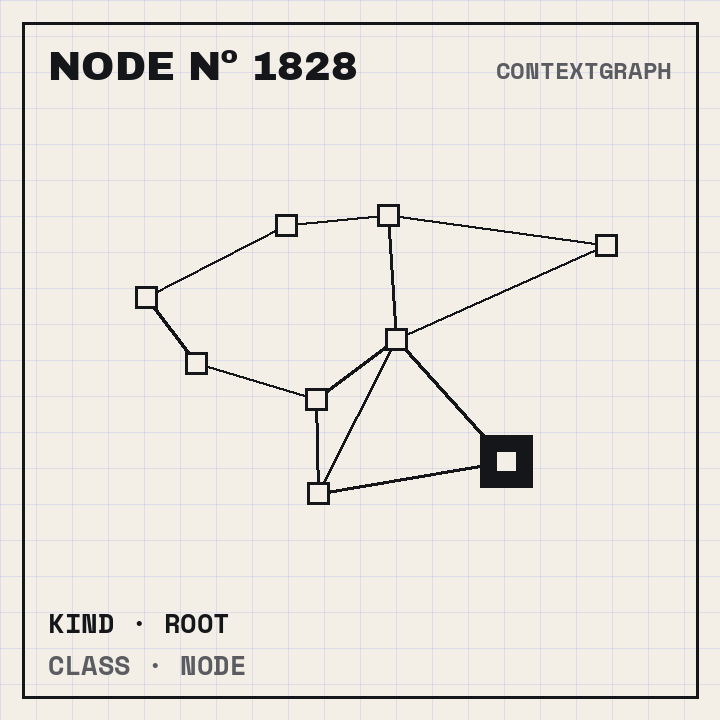 NODE Nº 1828
CONTEXTGRAPH
KIND · ROOT
CLASS · NODE